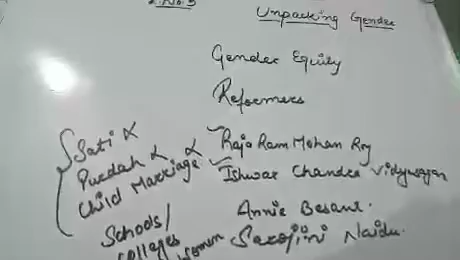 Unpacking Gender
Gender Equity
Reformers
Sati
Purdah
Child Marriage
Raja Ram Mohan Roy
Ishwar Chandra Vidyasagar
Annie Besant.
Schools/
colleges
women
Sarojini Naidu.